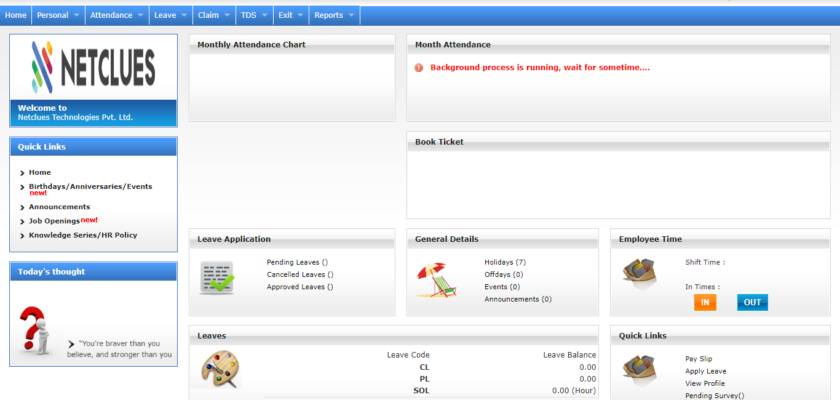 Home Personal Attendance Leave Claim TDS Exit Reports
NETCLUES
Welcome to
Netclues Technologies Pvt. Ltd.
Quick Links
Home
Birthdays/Anniversaries/Events
new!
Announcements
Job Openings new!
Knowledge Series/HR Policy
Today's thought
"You're braver than you
believe, and stronger than you
Monthly Attendance Chart
Month Attendance
Background process is running, wait for sometime....
Book Ticket
Leave Application
Pending Leaves ()
Cancelled Leaves ()
Approved Leaves ()
General Details
Holidays (7)
Offdays (0)
Events (0)
Announcements (0)
Employee Time
Shift Time :
In Times :
IN OUT
Leaves
Leave Code Leave Balance
CL 0.00
PL 0.00
SOL 0.00 (Hour)
Quick Links
Pay Slip
Apply Leave
View Profile
Pending Survey()